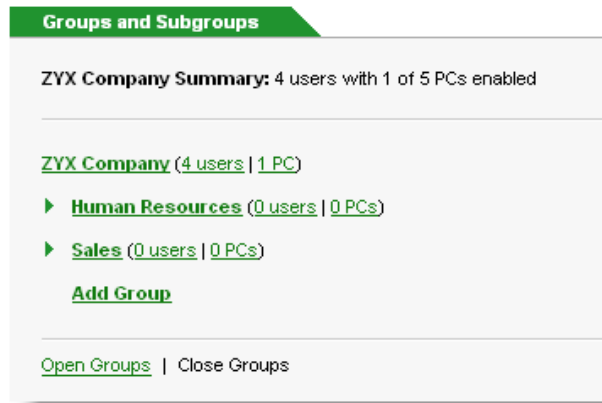 Groups and Subgroups
ZYX Company Summary: 4 users with 1 of 5 PCs enabled
ZYX Company (4 users | 1 PC)
Human Resources (0 users | 0 PCs)
Sales (0 users | 0 PCs)
Add Group
Open Groups | Close Groups